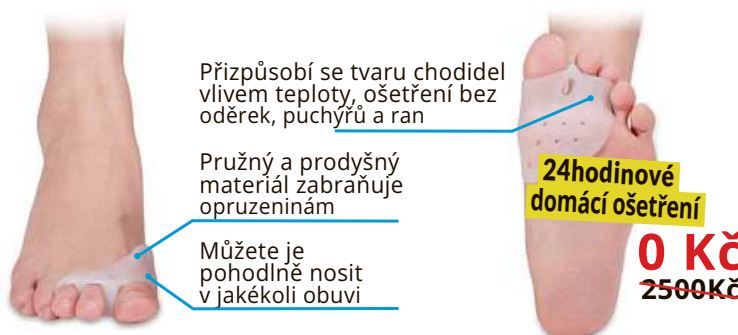 Přizpůsobí se tvaru chodidel
vlivem teploty, ošetření bez
oděrek, puchýřů a ran
Pružný a prodyšný
materiál zabraňuje
opruzeninám
Můžete je
pohodlně nosit
v jakékoli obuvi
24hodinové
domácí ošetření
0 Kč
2500Kč